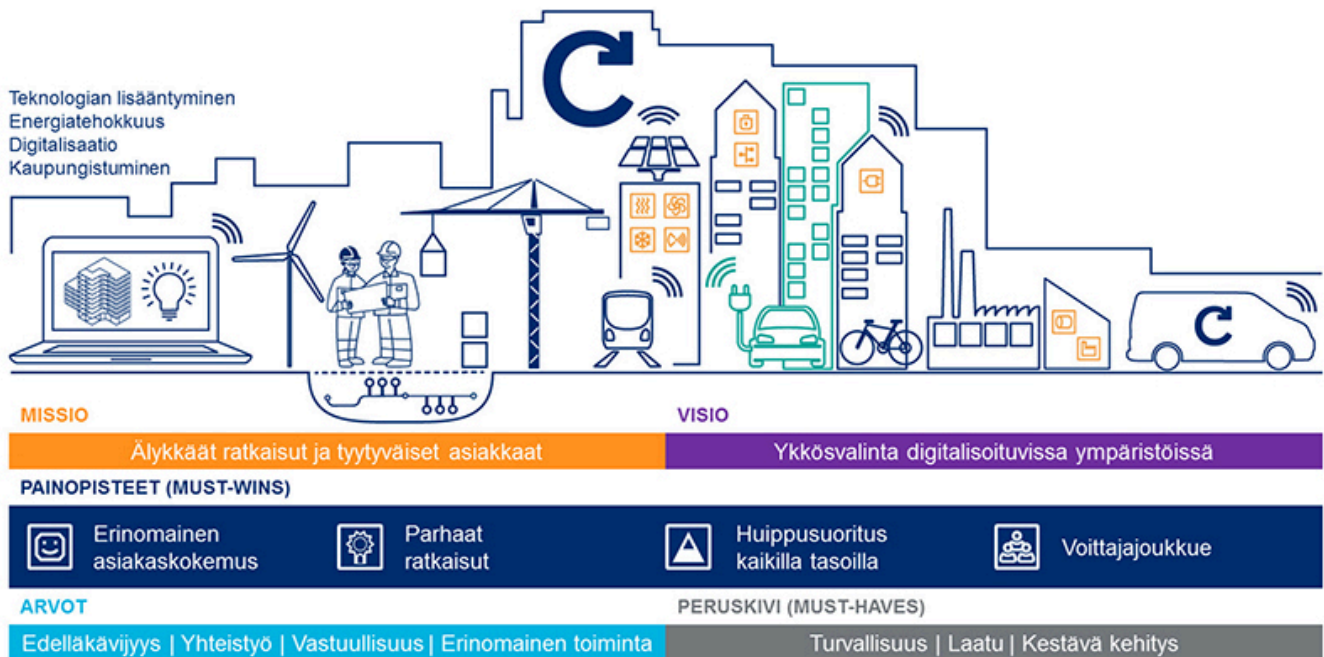 Teknologian lisääntyminen
Energiatehokkuus
Digitalisaatio
Kaupungistuminen
MISSIO
VISIO
Älykkäät ratkaisut ja tyytyväiset asiakkaat
Ykkösvalinta digitalisoituvissa ympäristöissä
PAINOPISTEET (MUST-WINS)
Erinomainen
asiakaskokemus
Parhaat
ratkaisut
Huippusuoritus
kaikilla tasoilla
Voittajajoukkue
ARVOT
PERUSKIVI (MUST-HAVES)
Edelläkävijyys | Yhteistyö | Vastuullisuus | Erinomainen toiminta
Turvallisuus | Laatu | Kestävä kehitys